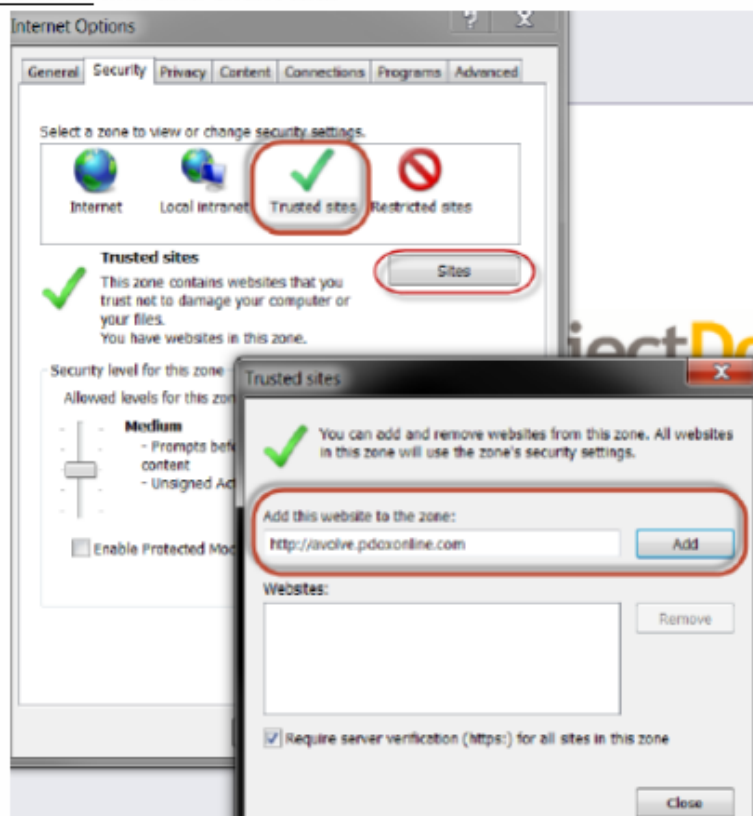 Internet Options
General Security Privacy Content Connections Programs Advanced
Select a zone to view or change security settings.
Internet Local intranet Trusted sites Restricted sites
Trusted sites
Sites
This zone contains websites that you
trust not to damage your computer or
your files.
You have websites in this zone.
jectDo
Security level for this zone
Allowed levels for this zon
Medium
- Prompts befo
content
- Unsigned Act
Enable Protected Mod
Trusted sites
You can add and remove websites from this zone. All websites
in this zone will use the zone's security settings.
Add this website to the zone:
http://avolve.pdoxonline.com Add
Websites:
Remove
Require server verification (https:) for all sites in this zone
Close